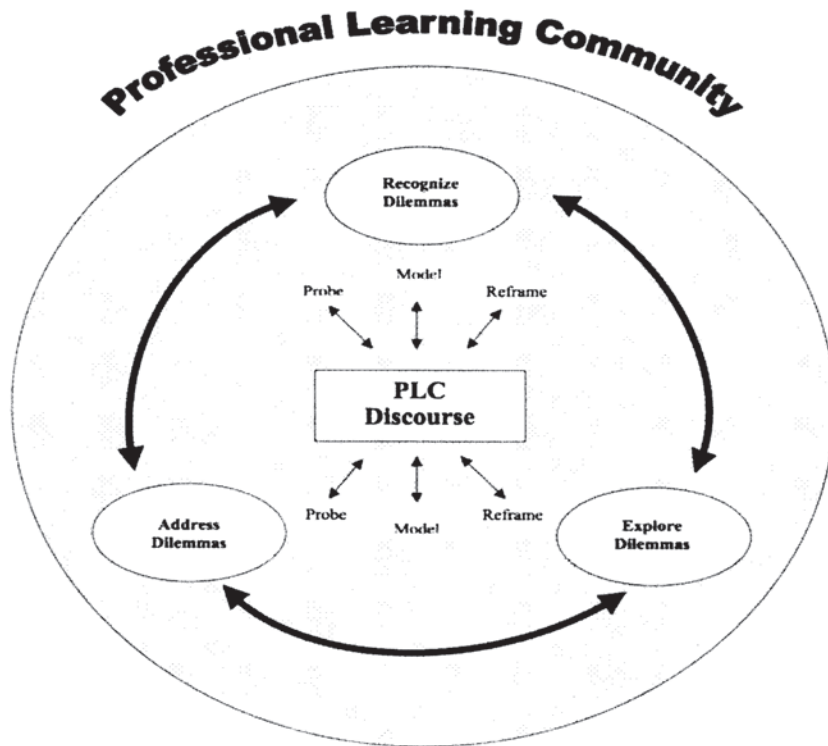 Professional Learning Community
Recognize
Dilemmas
Model
Probe
Reframe
PLC
Discourse
Probe
Model
Reframe
Address
Dilemmas
Explore
Dilemmas